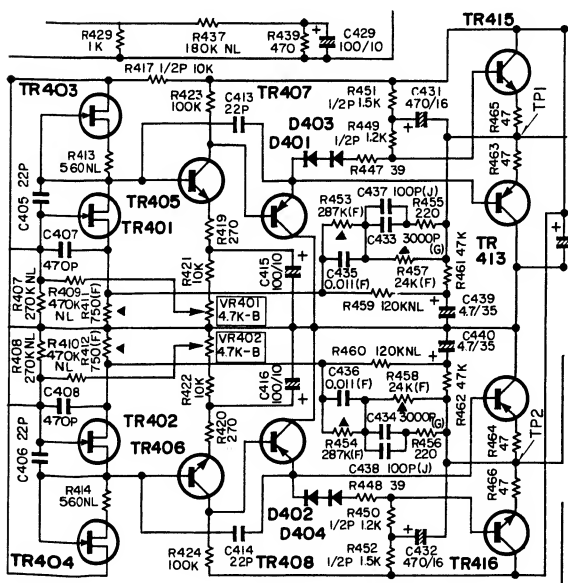 R429
1K
R437
180K NL
R439
470
+
C429
100/10
TR415
R417 1/2P 10K
TR403
R423
100K
C413
22P
TR407
R451
1/2P 1.5K
C431
470/16
+
D403
D401
R449
1/2P 1.2K
R447 39
R465
47
TP1
R463
47
R413
560NL
C405 22P
TR405
TR401
C437 100P(J)
R453
287K(F)
R455
220
C433
3000P
(G)
TR
413
R419
270
C407
470P
R421
10K
C415
100/10
+
C435
0.011(F)
R457
24K(F)
R461 47K
R407
270K NL
R409
470K
NL
R411
750(F)
VR401
4.7K-B
R459 120KNL
+
C439
4.7/35
R408
270KNL
R410
470K
NL
R412
750(F)
VR402
4.7K-B
C440
4.7/35
+
R460 120KNL
R422
10K
C416
100/10
+
C436
0.011(F)
R458
24K(F)
R462 47K
C408
470P
TR402
C434
3000P(G)
R464
47
TP2
C406 22P
TR406
R420
270
R454
287K(F)
R456
220
C438 100P(J)
R466
47
R414
560NL
R448 39
D402
D404
R450
1/2P 1.2K
+
TR404
R424
100K
C414
22P
TR408
R452
1/2P 1.5K
C432
470/16
TR416